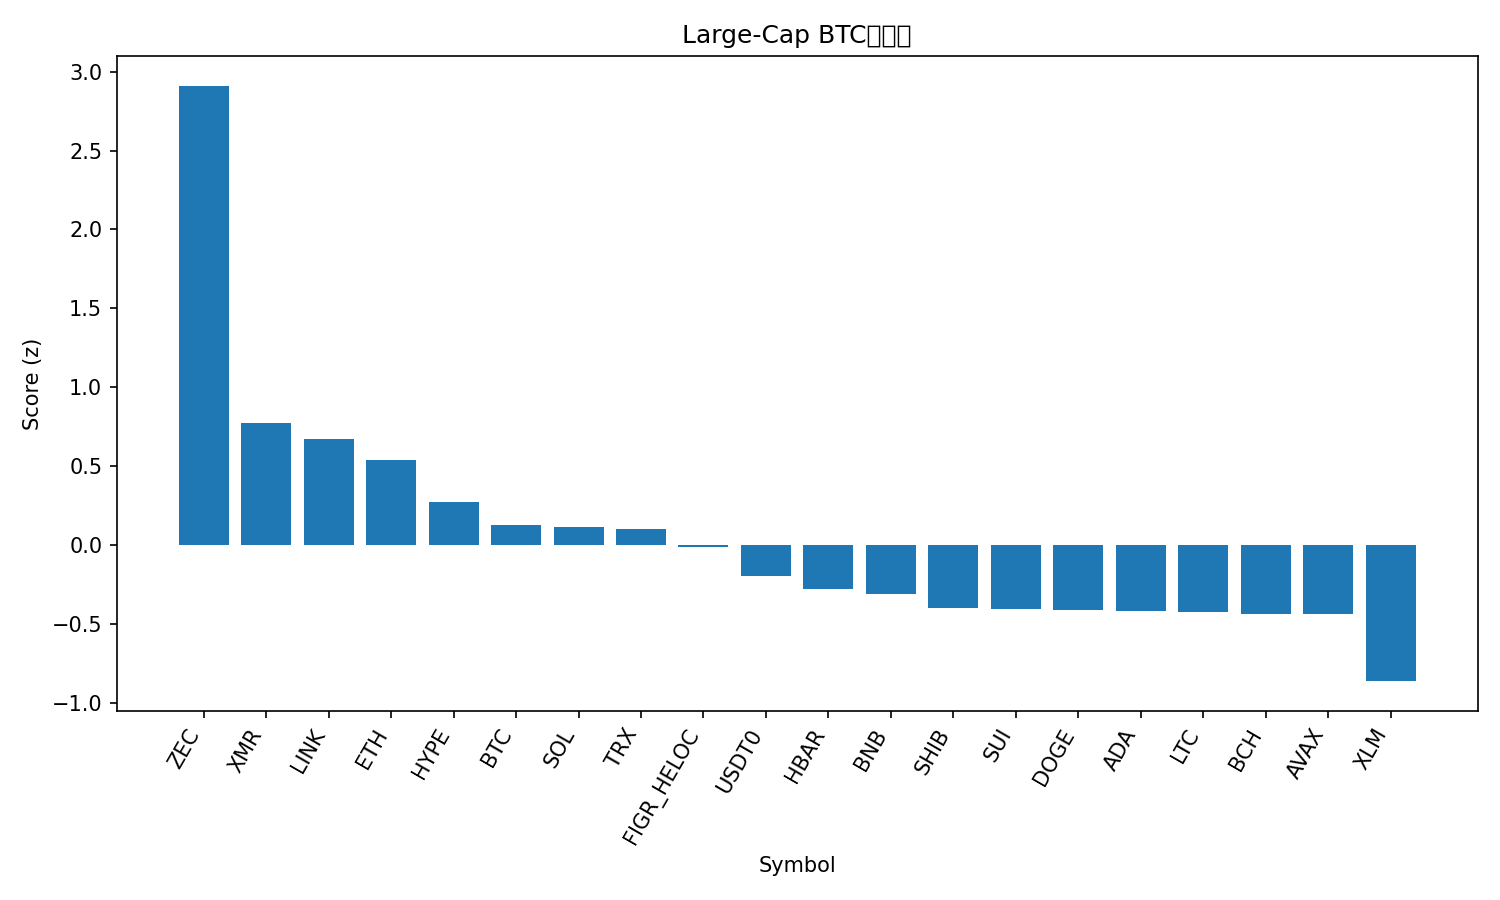 Large-Cap BTC
3.0
2.5
2.0
1.5
1.0
0.5
0.0
−0.5
−1.0
Score (z)
ZEC
XMR
LINK
ETH
HYPE
BTC
SOL
TRX
FIGR_HELOC
USDT0
HBAR
BNB
SHIB
SUI
DOGE
ADA
LTC
BCH
AVAX
XLM
Symbol